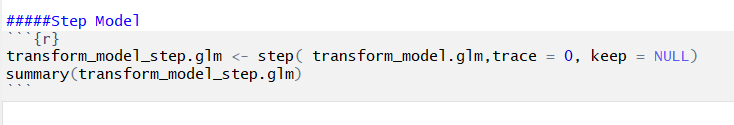 #####Step Model
```{r}
transform_model_step.glm <- step( transform_model.glm,trace = 0, keep = NULL)
summary(transform_model_step.glm)
```